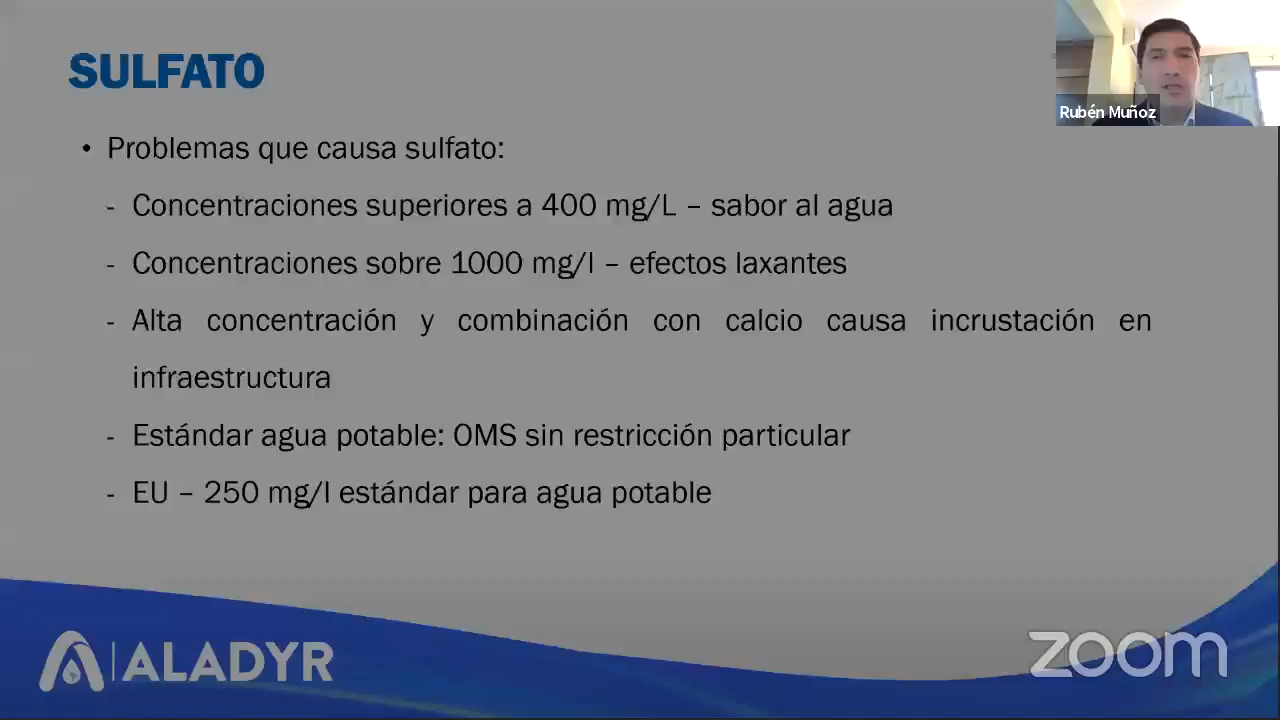 SULFATO
Rubén Muñoz
• Problemas que causa sulfato:
- Concentraciones superiores a 400 mg/L – sabor al agua
- Concentraciones sobre 1000 mg/l – efectos laxantes
- Alta concentración y combinación con calcio causa incrustación en
infraestructura
- Estándar agua potable: OMS sin restricción particular
- EU – 250 mg/l estándar para agua potable
ALADYR
zoom